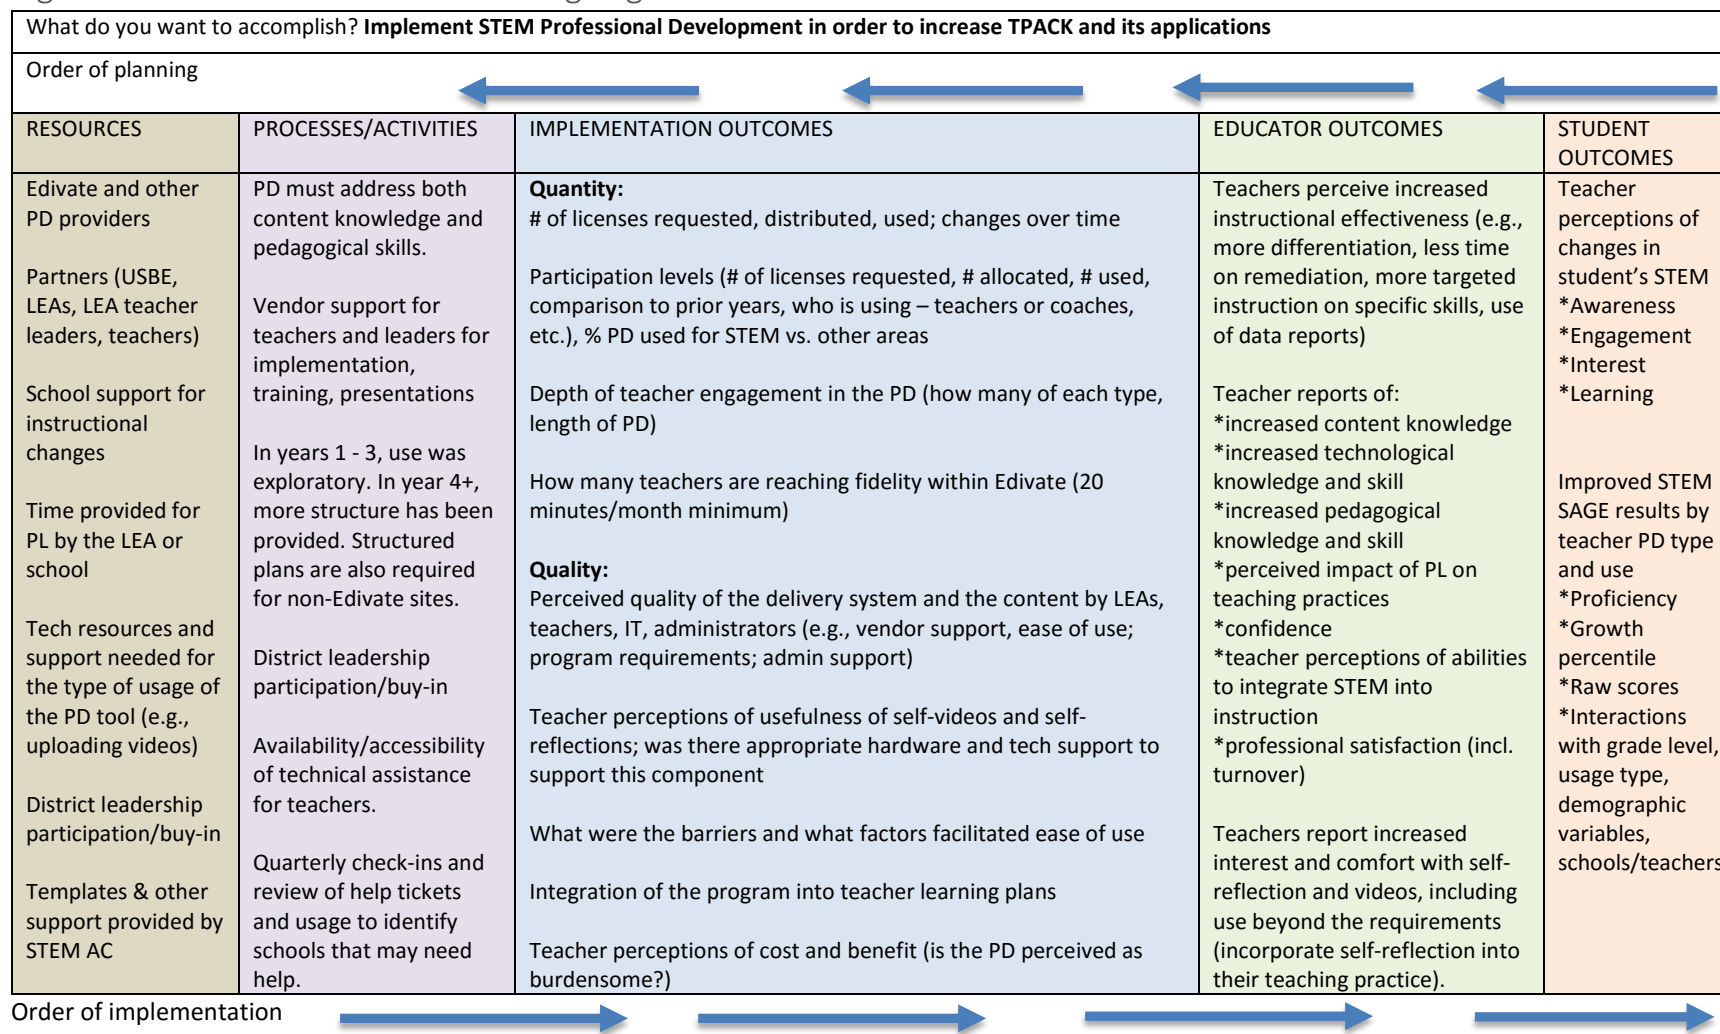 What do you want to accomplish? Implement STEM Professional Development in order to increase TPACK and its applications
Order of planning
RESOURCES
PROCESSES/ACTIVITIES
IMPLEMENTATION OUTCOMES
EDUCATOR OUTCOMES
STUDENT
OUTCOMES
Edivate and other
PD providers
Partners (USBE,
LEAs, LEA teacher
leaders, teachers)
School support for
instructional
changes
Time provided for
PL by the LEA or
school
Tech resources and
support needed for
the type of usage of
the PD tool (e.g.,
uploading videos)
District leadership
participation/buy-in
Templates & other
support provided by
STEM AC
PD must address both
content knowledge and
pedagogical skills.
Vendor support for
teachers and leaders for
implementation,
training, presentations
In years 1 - 3, use was
exploratory. In year 4+,
more structure has been
provided. Structured
plans are also required
for non-Edivate sites.
District leadership
participation/buy-in
Availability/accessibility
of technical assistance
for teachers.
Quarterly check-ins and
review of help tickets
and usage to identify
schools that may need
help.
Quantity:
# of licenses requested, distributed, used; changes over time
Participation levels (# of licenses requested, # allocated, # used,
comparison to prior years, who is using – teachers or coaches,
etc.), % PD used for STEM vs. other areas
Depth of teacher engagement in the PD (how many of each type,
length of PD)
How many teachers are reaching fidelity within Edivate (20
minutes/month minimum)
Quality:
Perceived quality of the delivery system and the content by LEAs,
teachers, IT, administrators (e.g., vendor support, ease of use;
program requirements; admin support)
Teacher perceptions of usefulness of self-videos and self-
reflections; was there appropriate hardware and tech support to
support this component
What were the barriers and what factors facilitated ease of use
Integration of the program into teacher learning plans
Teacher perceptions of cost and benefit (is the PD perceived as
burdensome?)
Teachers perceive increased
instructional effectiveness (e.g.,
more differentiation, less time
on remediation, more targeted
instruction on specific skills, use
of data reports)
Teacher reports of:
*increased content knowledge
*increased technological
knowledge and skill
*increased pedagogical
knowledge and skill
*perceived impact of PL on
teaching practices
*confidence
*teacher perceptions of abilities
to integrate STEM into
instruction
*professional satisfaction (incl.
turnover)
Teachers report increased
interest and comfort with self-
reflection and videos, including
use beyond the requirements
(incorporate self-reflection into
their teaching practice).
Teacher
perceptions of
changes in
student’s STEM
*Awareness
*Engagement
*Interest
*Learning
Improved STEM
SAGE results by
teacher PD type
and use
*Proficiency
*Growth
percentile
*Raw scores
*Interactions
with grade level,
usage type,
demographic
variables,
schools/teachers
Order of implementation